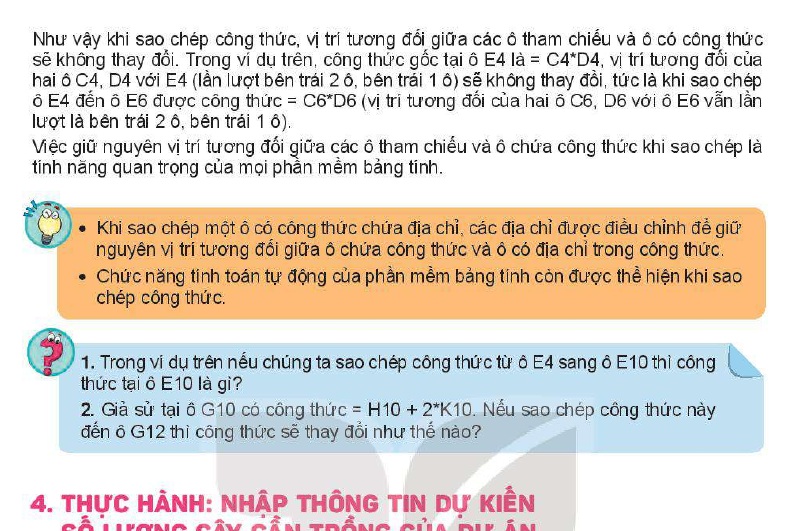 Như vậy khi sao chép công thức, vị trí tương đối giữa các ô tham chiếu và ô có công thức
sẽ không thay đổi. Trong ví dụ trên, công thức gốc tại ô E4 là = C4*D4, vị trí tương đối của
hai ô C4, D4 với E4 (lần lượt bên trái 2 ô, bên trái 1 ô) sẽ không thay đổi, tức là khi sao chép
ô E4 đến ô E6 được công thức = C6*D6 (vị trí tương đối của hai ô C6, D6 với ô E6 vẫn lần
lượt là bên trái 2 ô, bên trái 1 ô).
Việc giữ nguyên vị trí tương đối giữa các ô tham chiếu và ô chứa công thức khi sao chép là
tính năng quan trọng của mọi phần mềm bảng tính.
• Khi sao chép một ô có công thức chứa địa chỉ, các địa chỉ được điều chỉnh để giữ
nguyên vị trí tương đối giữa ô chứa công thức và ô có địa chỉ trong công thức.
• Chức năng tính toán tự động của phần mềm bảng tính còn được thể hiện khi sao
chép công thức.
1. Trong ví dụ trên nếu chúng ta sao chép công thức từ ô E4 sang ô E10 thì công
thức tại ô E10 là gì?
2. Giả sử tại ô G10 có công thức = H10 + 2*K10. Nếu sao chép công thức này
đến ô G12 thì công thức sẽ thay đổi như thế nào?
4. THỰC HÀNH: NHẬP THÔNG TIN DỰ KIẾN
SỐ LƯỢNG CÂY CẦN TRỒNG CỦA DỰ ÁN